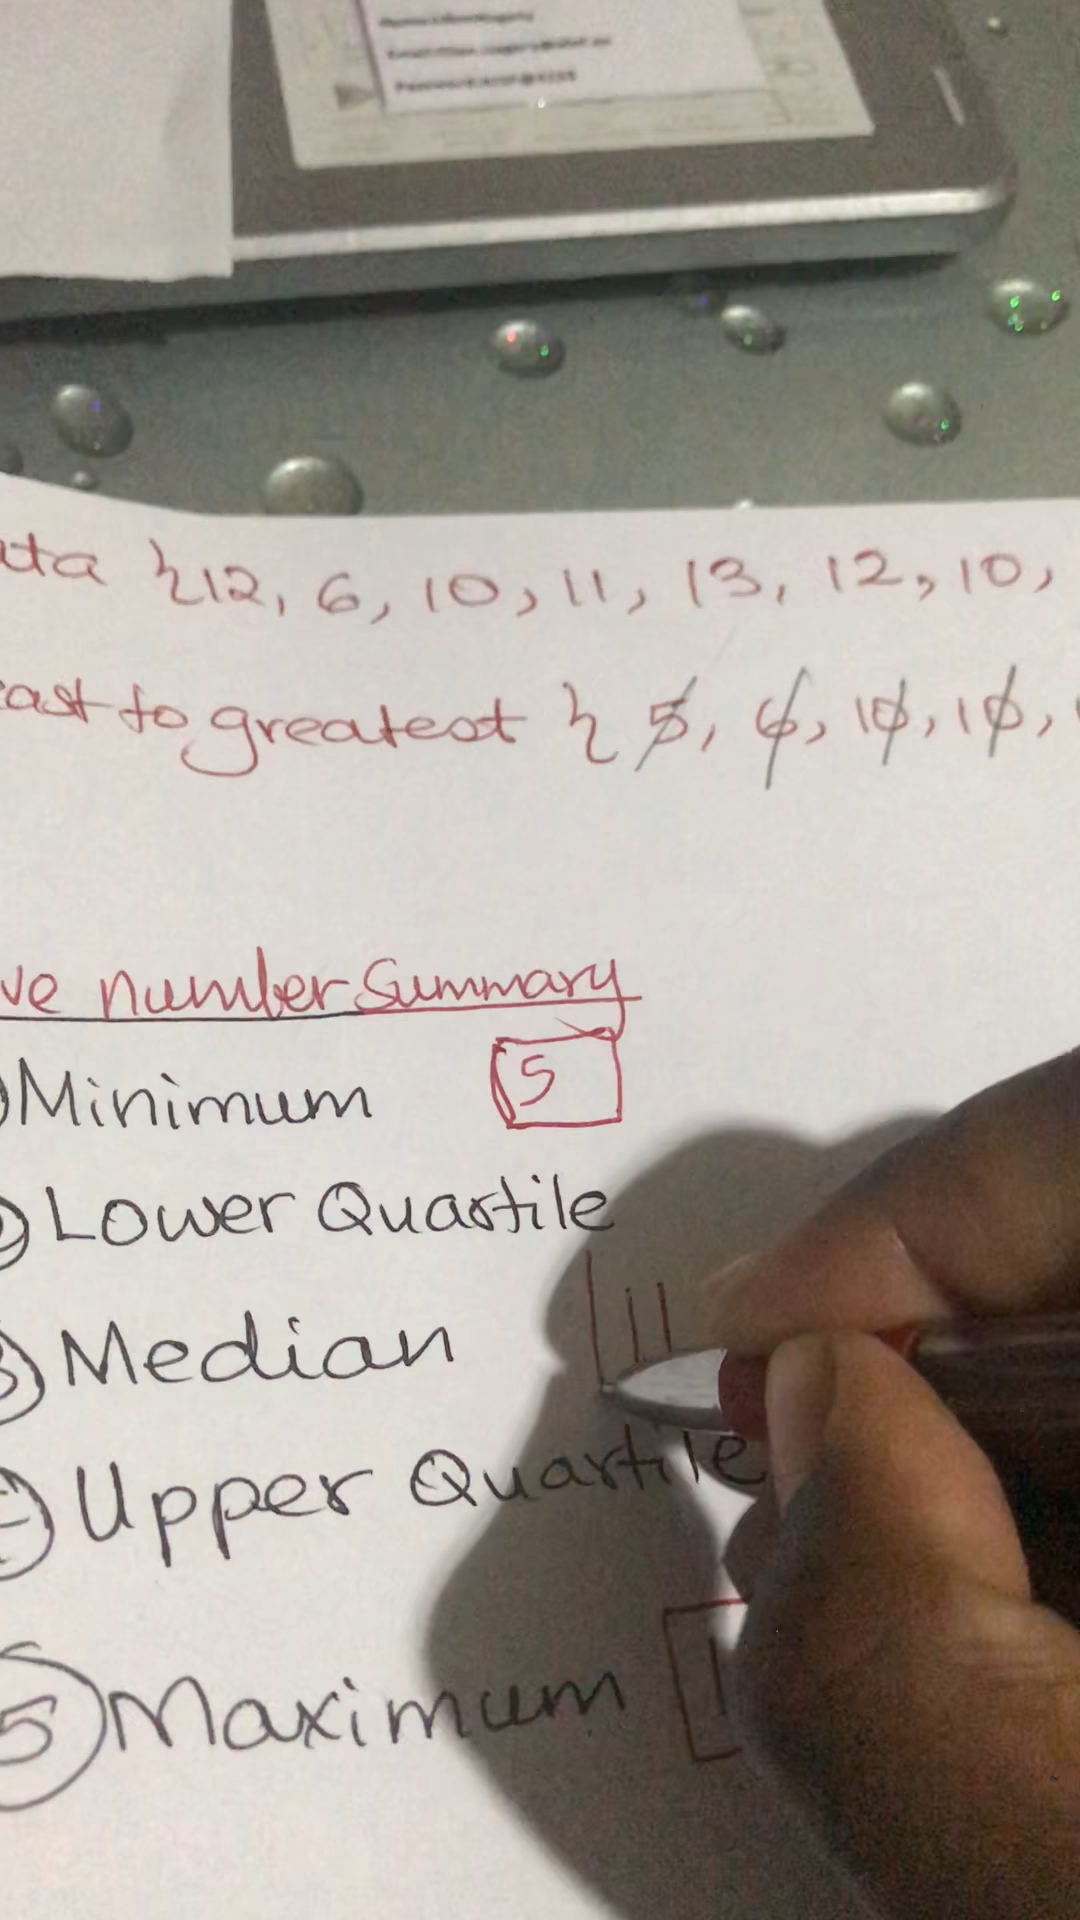 ata {12, 6, 10, 11, 13, 12, 10,
east to greatest { 5, 6, 10, 10,
ve number Summary
Minimum 5
Lower Quartile
Median 11
Upper Quartile
5 Maximum 1